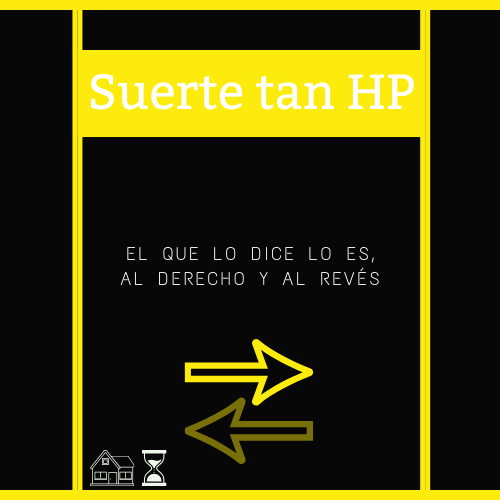 Suerte tan HP
EL QUE LO DICE LO ES,
AL DERECHO Y AL REVÉS